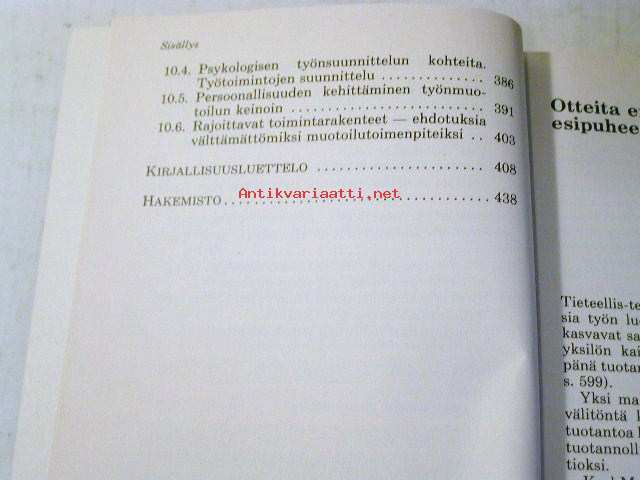 Sisällys
10.4. Psykologisen työnsuunnittelun kohteita.
Työtoimintojen suunnittelu .............. 386
10.5. Persoonallisuuden kehittäminen työnmuo-
toilun keinoin .......................... 391
10.6. Rajoittavat toimintarakenteet — ehdotuksia
välttämättömiksi muotoilutoimenpiteiksi .. 403
KIRJALLISUUSLUETTELO ...................... 408
Antikvariaatti.net
HAKEMISTO .................................. 438
Otteita
esipuhee
Tieteellis-te
sia työn lu
kasvavat sa
yksilön kai
pänä tuotan
s. 599).
Yksi ma
välitöntä
tuotantoa
tuotannoll
tioksi.